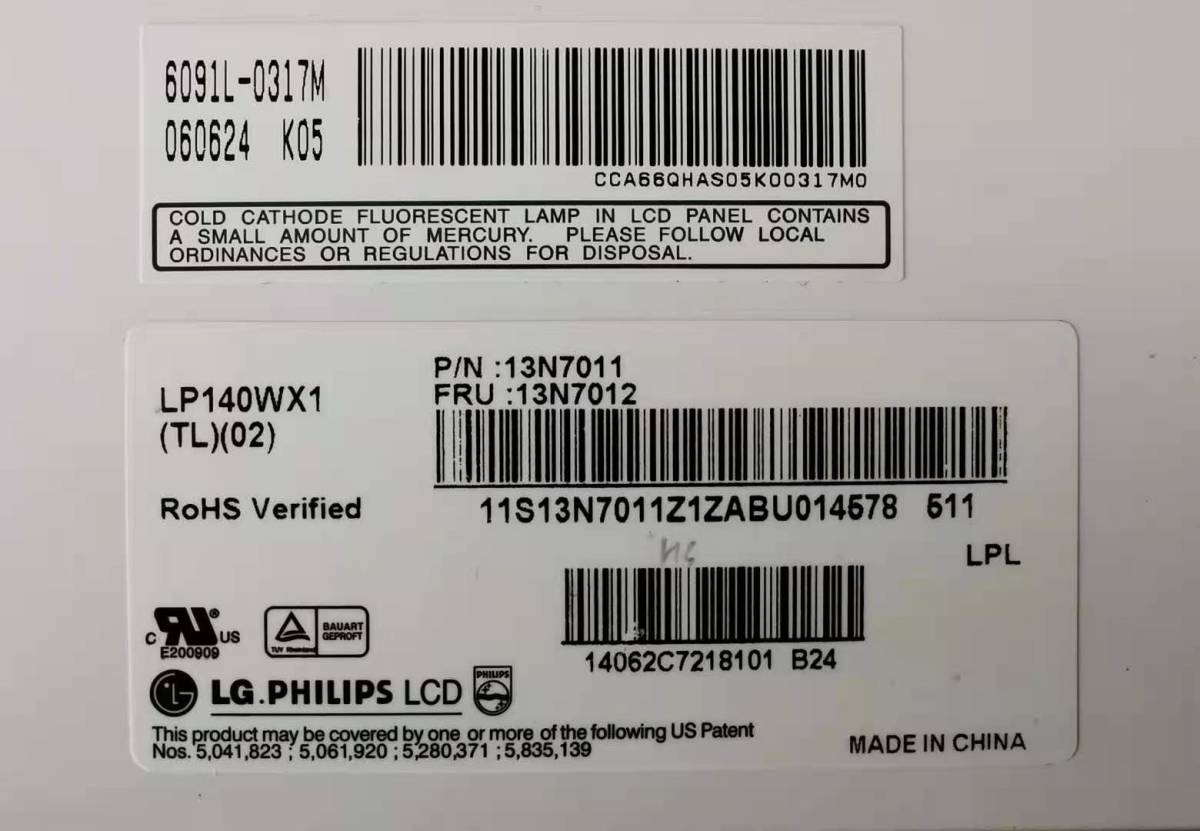 6091L-0317M
060624 K05
CCA66QHAS05K00317M0
COLD CATHODE FLUORESCENT LAMP IN LCD PANEL CONTAINS
A SMALL AMOUNT OF MERCURY. PLEASE FOLLOW LOCAL
ORDINANCES OR REGULATIONS FOR DISPOSAL.
P/N :13N7011
FRU :13N7012
LP140WX1
(TL)(02)
RoHS Verified
11S13N7011Z1ZABU014578 511
LPL
14062C7218101 B24
C RU® US
E200909
TUV Rheinland
BAUART
GEPROFT
LG.PHILIPS LCD
PHILIPS
This product may be covered by one or more of the following US Patent
Nos. 5,041,823 ; 5,061,920 ; 5,280,371 ; 5,835,139
MADE IN CHINA